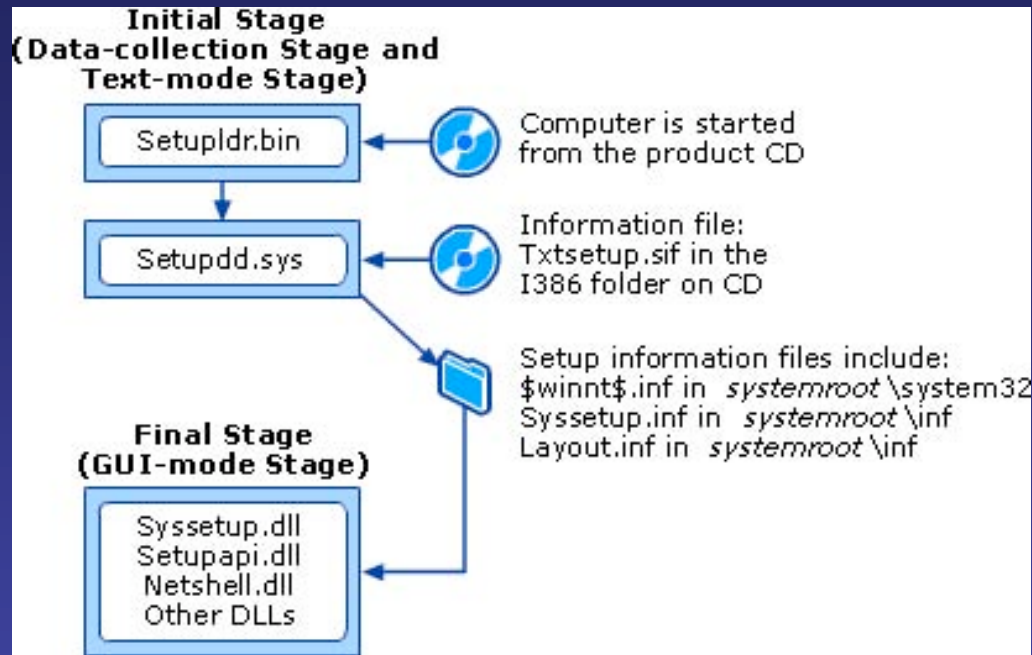 Initial Stage
(Data-collection Stage and
Text-mode Stage)
Setupldr.bin
Computer is started
from the product CD
Setupdd.sys
Information file:
Txtsetup.sif in the
I386 folder on CD
Setup information files include:
$winnt$.inf in systemroot\system32
Syssetup.inf in systemroot\inf
Layout.inf in systemroot\inf
Final Stage
(GUI-mode Stage)
Syssetup.dll
Setupapi.dll
Netshell.dll
Other DLLs